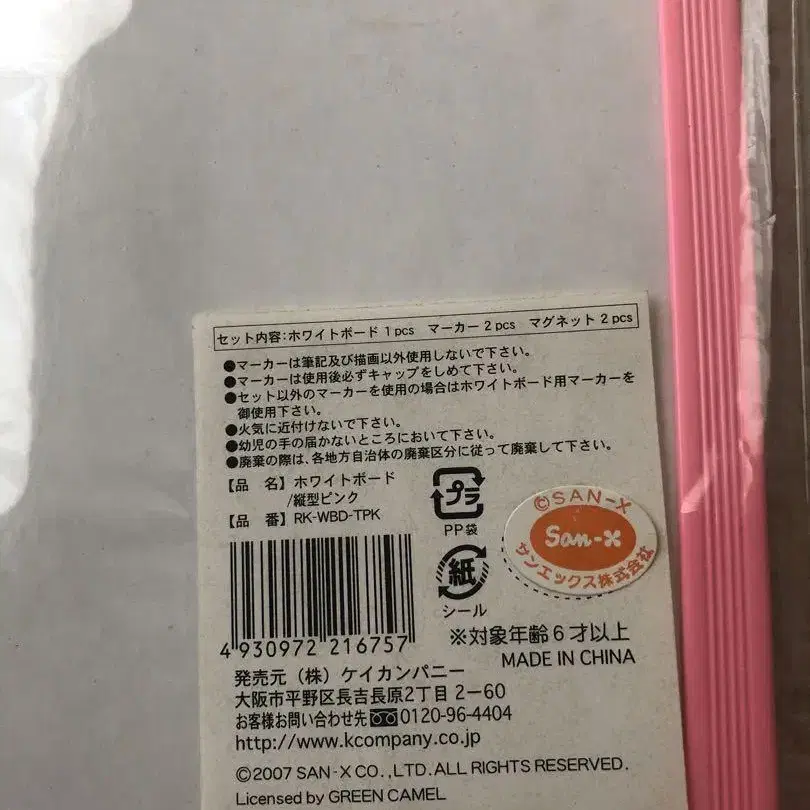 セット内容：ホワイトボード 1 pcs　マーカー 2 pcs　マグネット 2 pcs
●マーカーは筆記及び描画以外使用しないで下さい。
●マーカーは使用後必ずキャップをしめて下さい。
●セット以外のマーカーを使用の場合はホワイトボード用マーカーを
御使用下さい。
●火気に近付けないで下さい。
●幼児の手の届かないところにおいて下さい。
●廃棄の際は、各地方自治体の廃棄区分に従って廃棄して下さい。
【品　名】ホワイトボード
/縦型ピンク
【品　番】RK-WBD-TPK
プラ
PP袋
紙
シール
©SAN-X
San-X
サンエックス株式会社
4 930972 216757
※対象年齢6才以上
MADE IN CHINA
発売元（株）ケイカンパニー
大阪市平野区長吉長原2丁目2-60
お客様お問い合わせ先 0120-96-4404
http://www.kcompany.co.jp
©2007 SAN-X CO.,LTD.ALL RIGHTS RESERVED.
Licensed by GREEN CAMEL